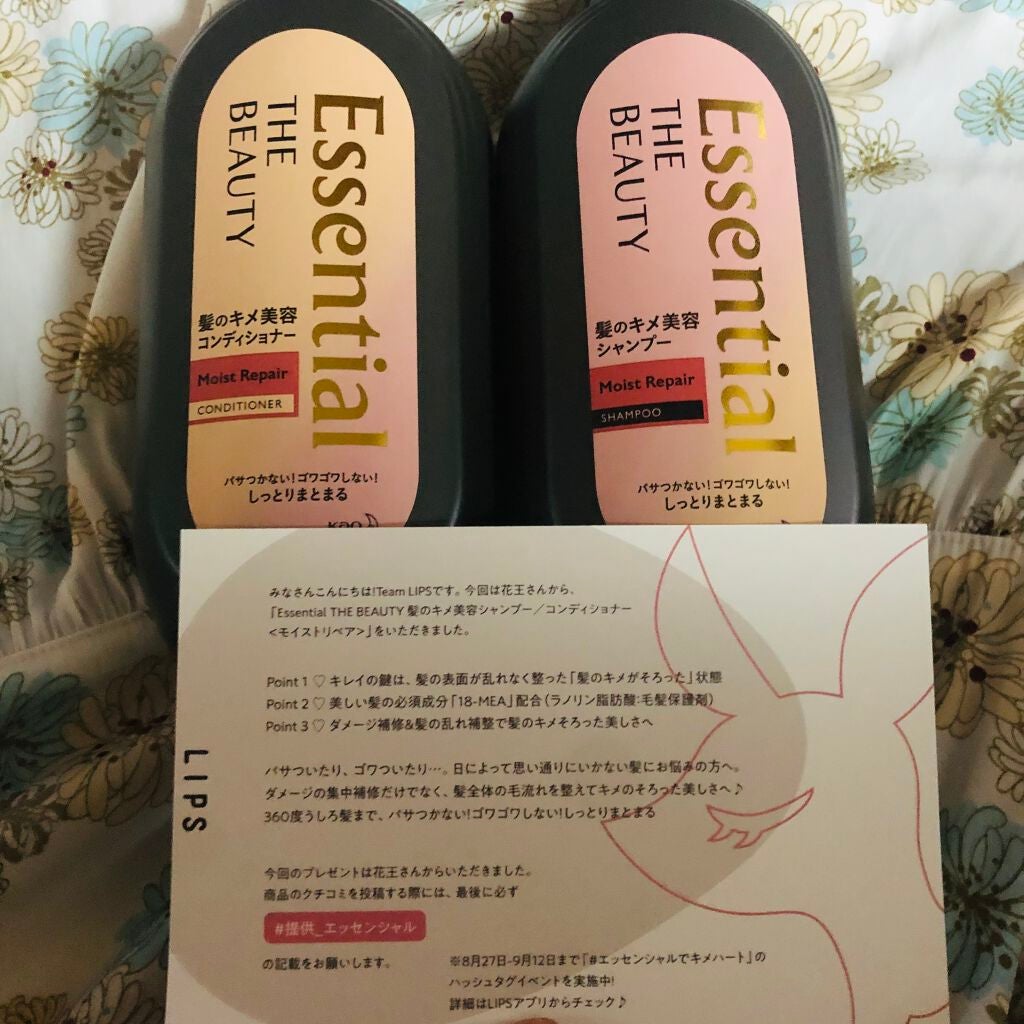 Essential
THE
BEAUTY
髪のキメ美容
コンディショナー
Moist Repair
CONDITIONER
パサつかない!ゴワゴワしない!
しっとりまとまる
Kao
Essential
THE
BEAUTY
髪のキメ美容
シャンプー
Moist Repair
SHAMPOO
パサつかない!ゴワゴワしない!
しっとりまとまる
みなさんこんにちは!Team LIPSです。今回は花王さんから、
「Essential THE BEAUTY 髪のキメ美容シャンプー/コンディショナー
<モイストリペア>」をいただきました。
Point 1 ♡ キレイの鍵は、髪の表面が乱れなく整った「髪のキメがそろった」状態
Point 2 ♡ 美しい髪の必須成分「18-MEA」配合(ラノリン脂肪酸:毛髪保護剤)
Point 3 ♡ ダメージ補修&髪の乱れ補整で髪のキメそろった美しさへ
LIPS
パサついたり、ゴワついたり…。日によって思い通りにいかない髪にお悩みの方へ。
ダメージの集中補修だけでなく、髪全体の毛流れを整えてキメのそろった美しさへ♪
360度うしろ髪まで、パサつかない!ゴワゴワしない!しっとりまとまる
今回のプレゼントは花王さんからいただきました。
商品のクチコミを投稿する際には、最後に必ず
#提供_エッセンシャル
の記載をお願いします。
※8月27日-9月12日まで「#エッセンシャルでキメハート」の
ハッシュタグイベントを実施中!
詳細はLIPSアプリからチェック♪